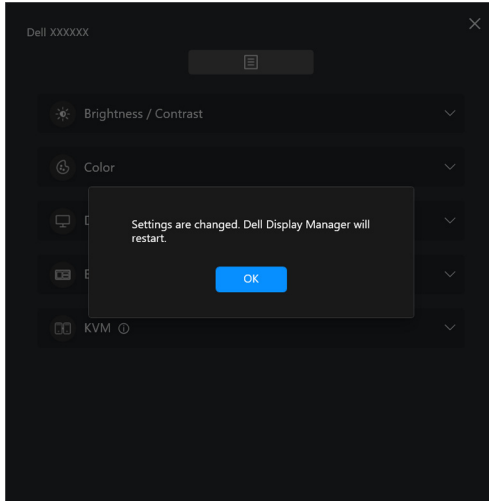 Dell XXXXXX
Brightness / Contrast
Color
D
Settings are changed. Dell Display Manager will
restart.
E
OK
KVM